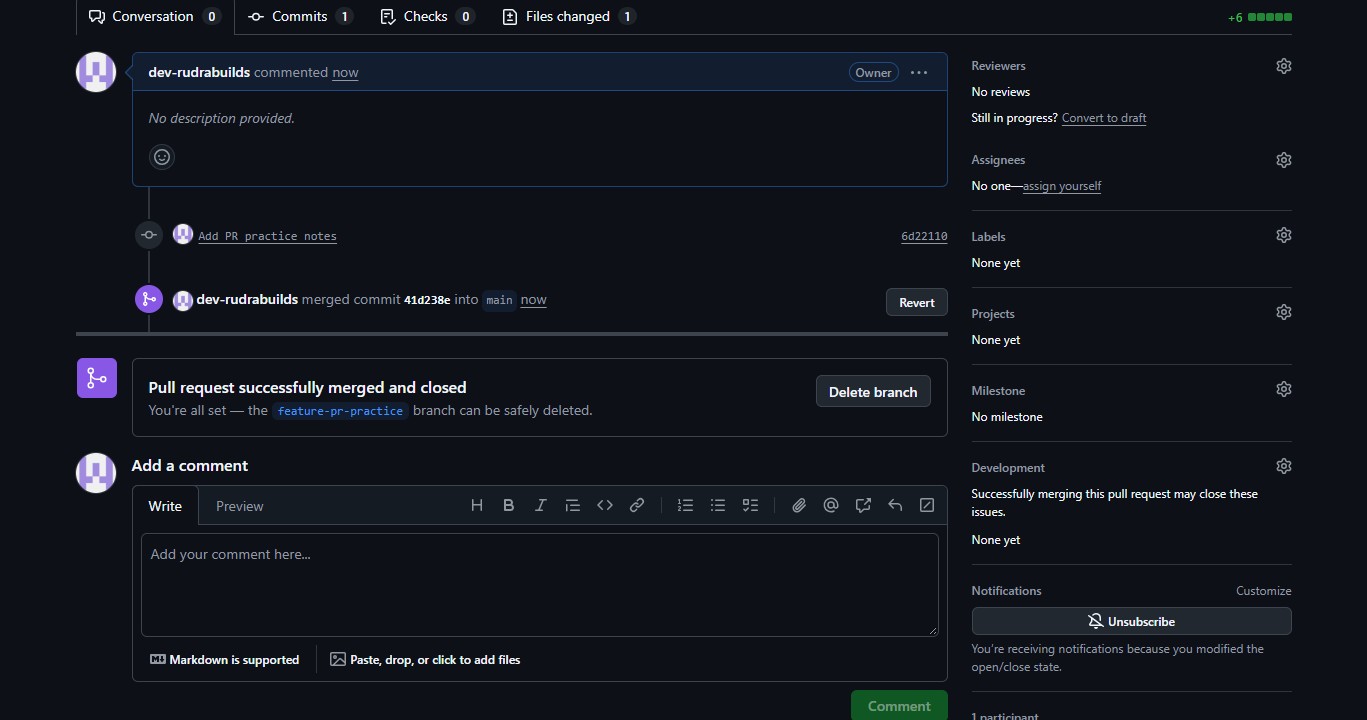 Conversation 0 Commits 1 Checks 0 Files changed 1 +6
dev-rudrabuilds commented now Owner
No description provided.
Add PR practice notes 6d22110
dev-rudrabuilds merged commit 41d238e into main now Revert
Pull request successfully merged and closed
You're all set — the feature-pr-practice branch can be safely deleted.
Delete branch
Add a comment
Write Preview
Add your comment here...
Markdown is supported Paste, drop, or click to add files
Comment
Reviewers
No reviews
Still in progress? Convert to draft
Assignees
No one—assign yourself
Labels
None yet
Projects
None yet
Milestone
No milestone
Development
Successfully merging this pull request may close these
issues.
None yet
Notifications Customize
Unsubscribe
You're receiving notifications because you modified the
open/close state.
1 participant